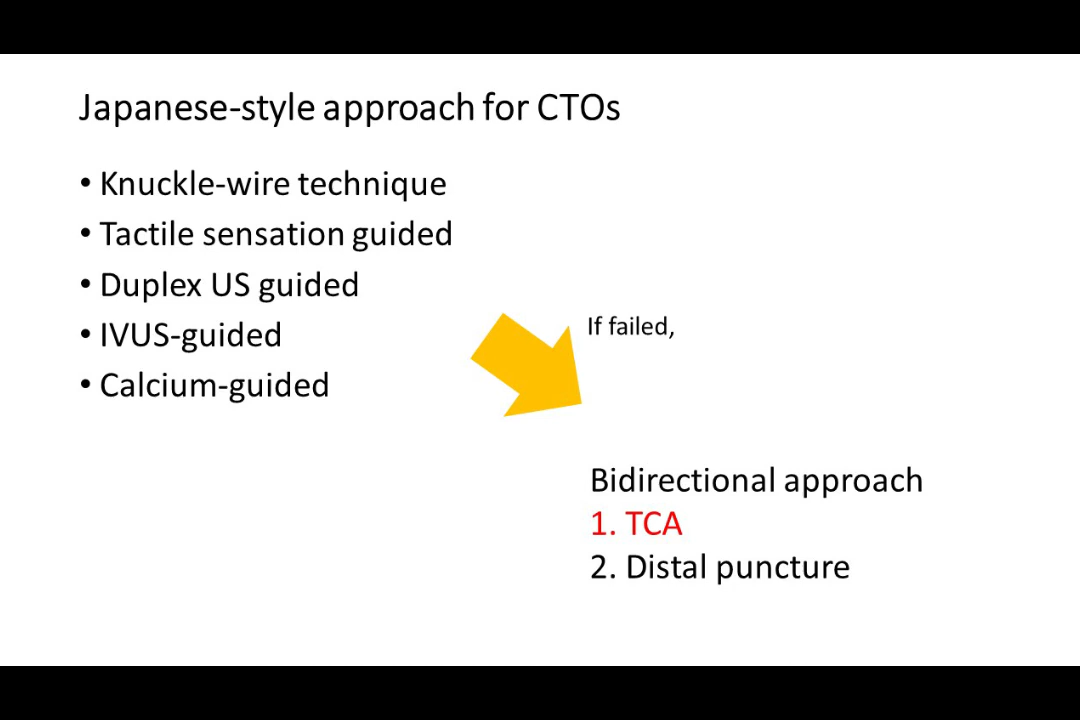 Japanese-style approach for CTOs
• Knuckle-wire technique
• Tactile sensation guided
• Duplex US guided
• IVUS-guided
• Calcium-guided
If failed,
Bidirectional approach
1. TCA
2. Distal puncture